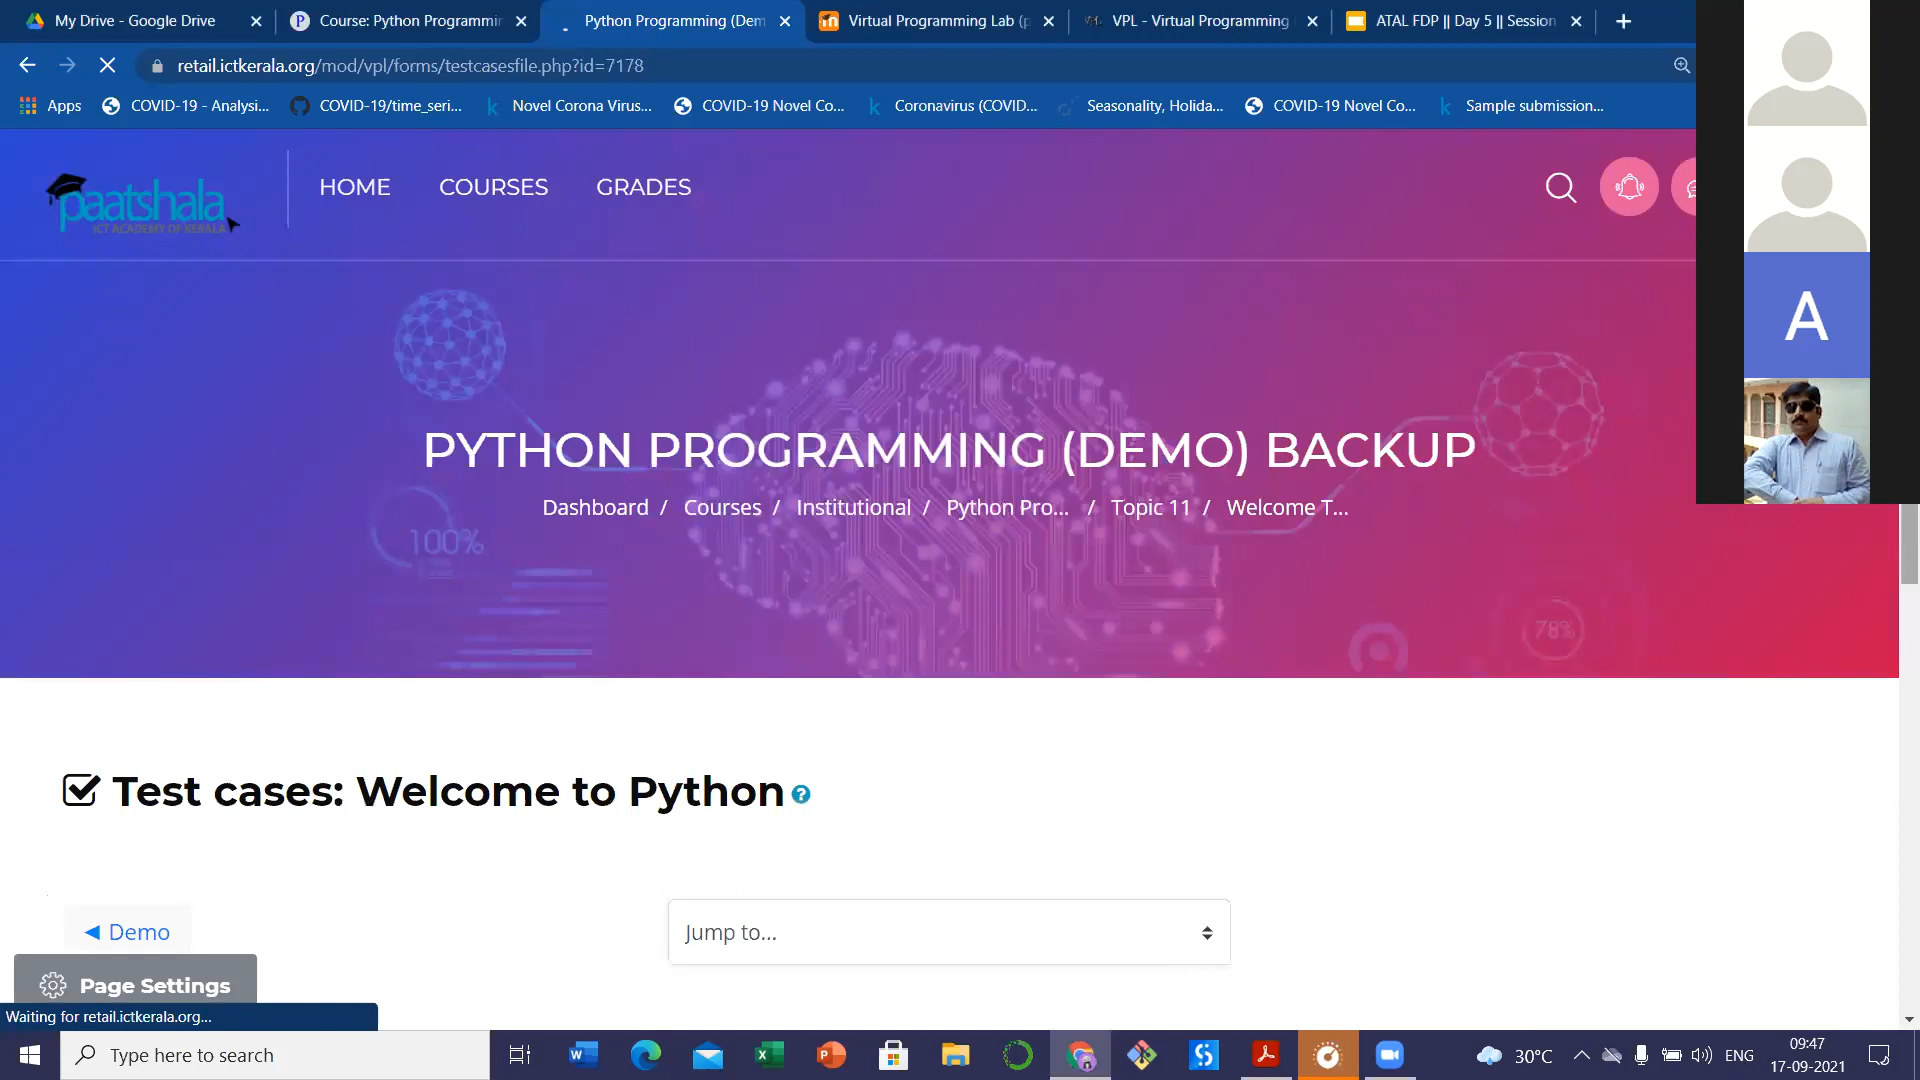 My Drive - Google Drive
Course: Python Programmin
Python Programming (Dem
Virtual Programming Lab (p
VPL - Virtual Programming
ATAL FDP || Day 5 || Session
retail.ictkerala.org/mod/vpl/forms/testcasesfile.php?id=7178
Apps
COVID-19 - Analysi...
COVID-19/time_seri...
Novel Corona Virus...
COVID-19 Novel Co...
Coronavirus (COVID...
Seasonality, Holida...
COVID-19 Novel Co...
Sample submission...
paatshala
ICT ACADEMY OF KERALA
HOME
COURSES
GRADES
A
PYTHON PROGRAMMING (DEMO) BACKUP
Dashboard / Courses / Institutional / Python Pro... / Topic 11 / Welcome T...
100%
78%
Test cases: Welcome to Python
◄ Demo
Jump to...
Page Settings
Waiting for retail.ictkerala.org...
Type here to search
30°C
ENG
09:47
17-09-2021